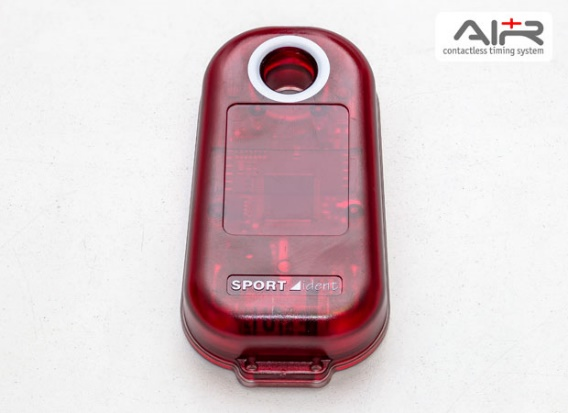 AIR
contactless timing system
SPORT ident